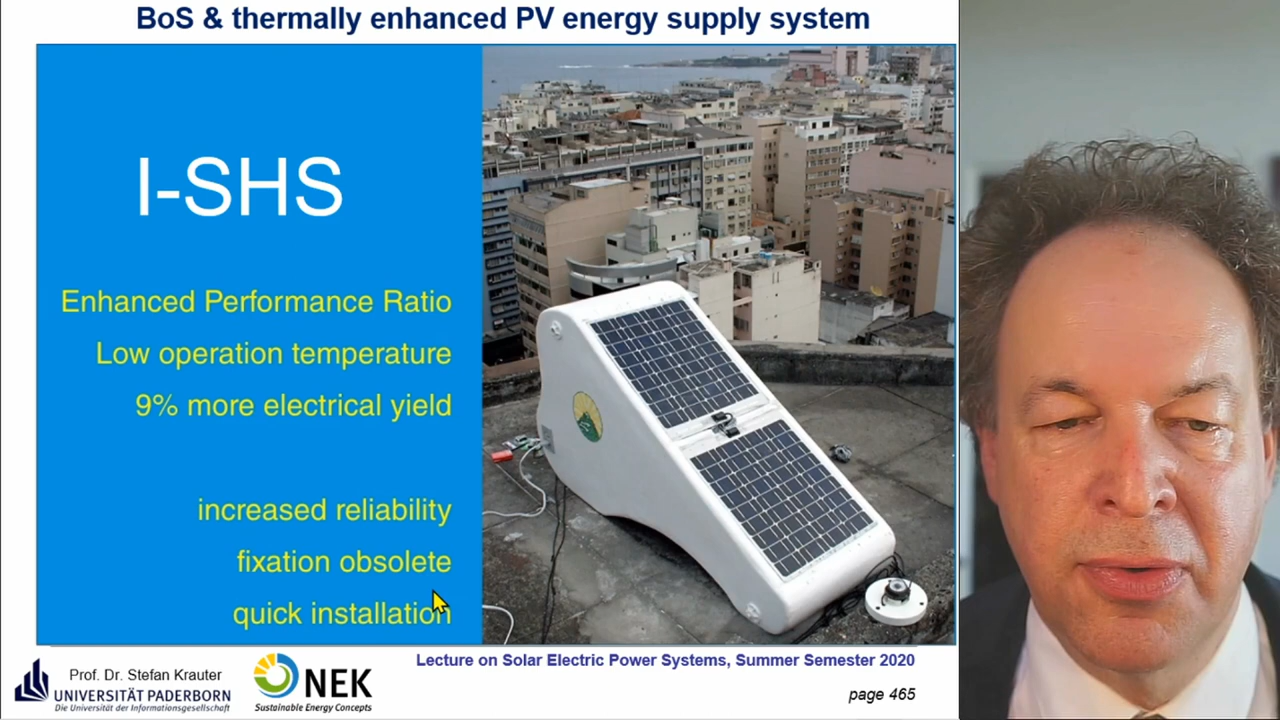 BoS & thermally enhanced PV energy supply system
I-SHS
Enhanced Performance Ratio
Low operation temperature
9% more electrical yield
increased reliability
fixation obsolete
quick installation
Lecture on Solar Electric Power Systems, Summer Semester 2020
Prof. Dr. Stefan Krauter
UNIVERSITÄT PADERBORN
Die Universität der Informationsgesellschaft
NEK
Sustainable Energy Concepts
page 465